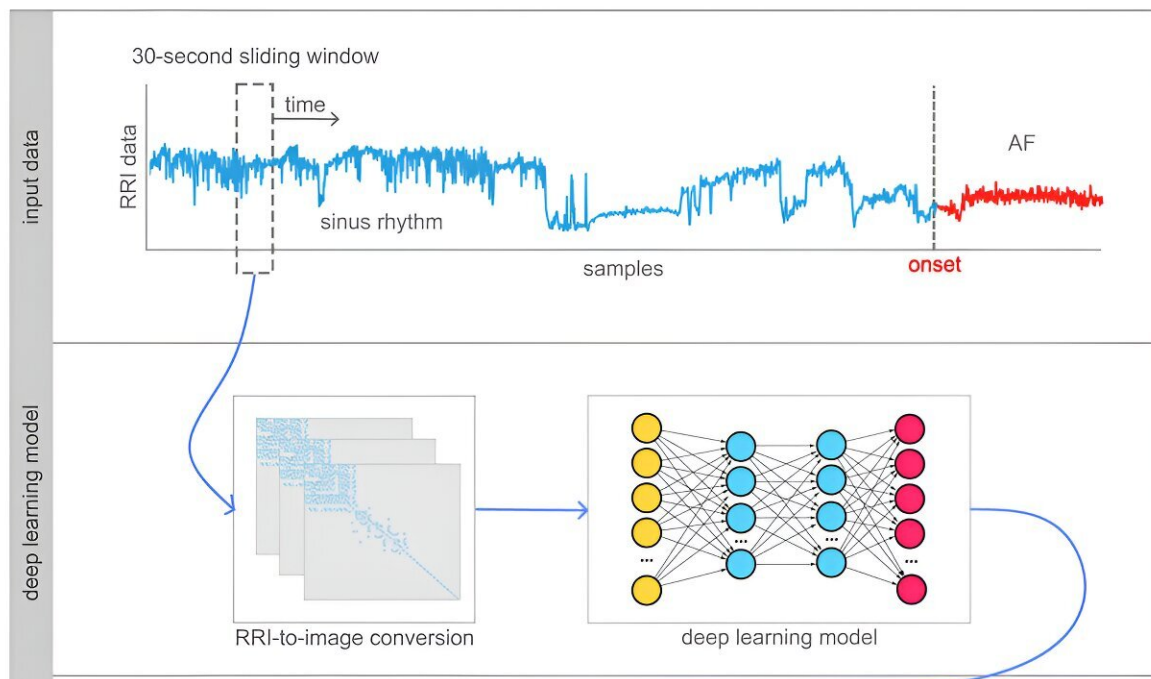 input data
30-second sliding window
time
RRI data
sinus rhythm
AF
samples
onset
deep learning model
...
...
...
...
RRI-to-image conversion
deep learning model